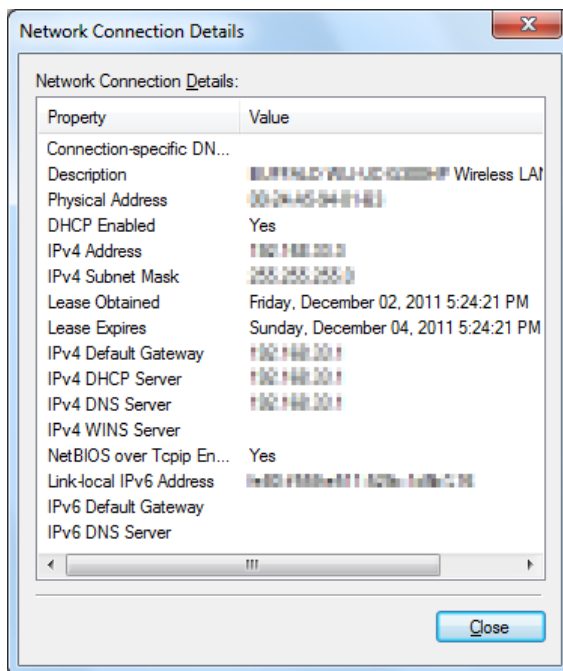 Network Connection Details
Network Connection Details:
Property Value
Connection-specific DN...
Description Wireless LAN
Physical Address
DHCP Enabled Yes
IPv4 Address
IPv4 Subnet Mask
Lease Obtained Friday, December 02, 2011 5:24:21 PM
Lease Expires Sunday, December 04, 2011 5:24:21 PM
IPv4 Default Gateway
IPv4 DHCP Server
IPv4 DNS Server
IPv4 WINS Server
NetBIOS over Tcpip En... Yes
Link-local IPv6 Address
IPv6 Default Gateway
IPv6 DNS Server
Close